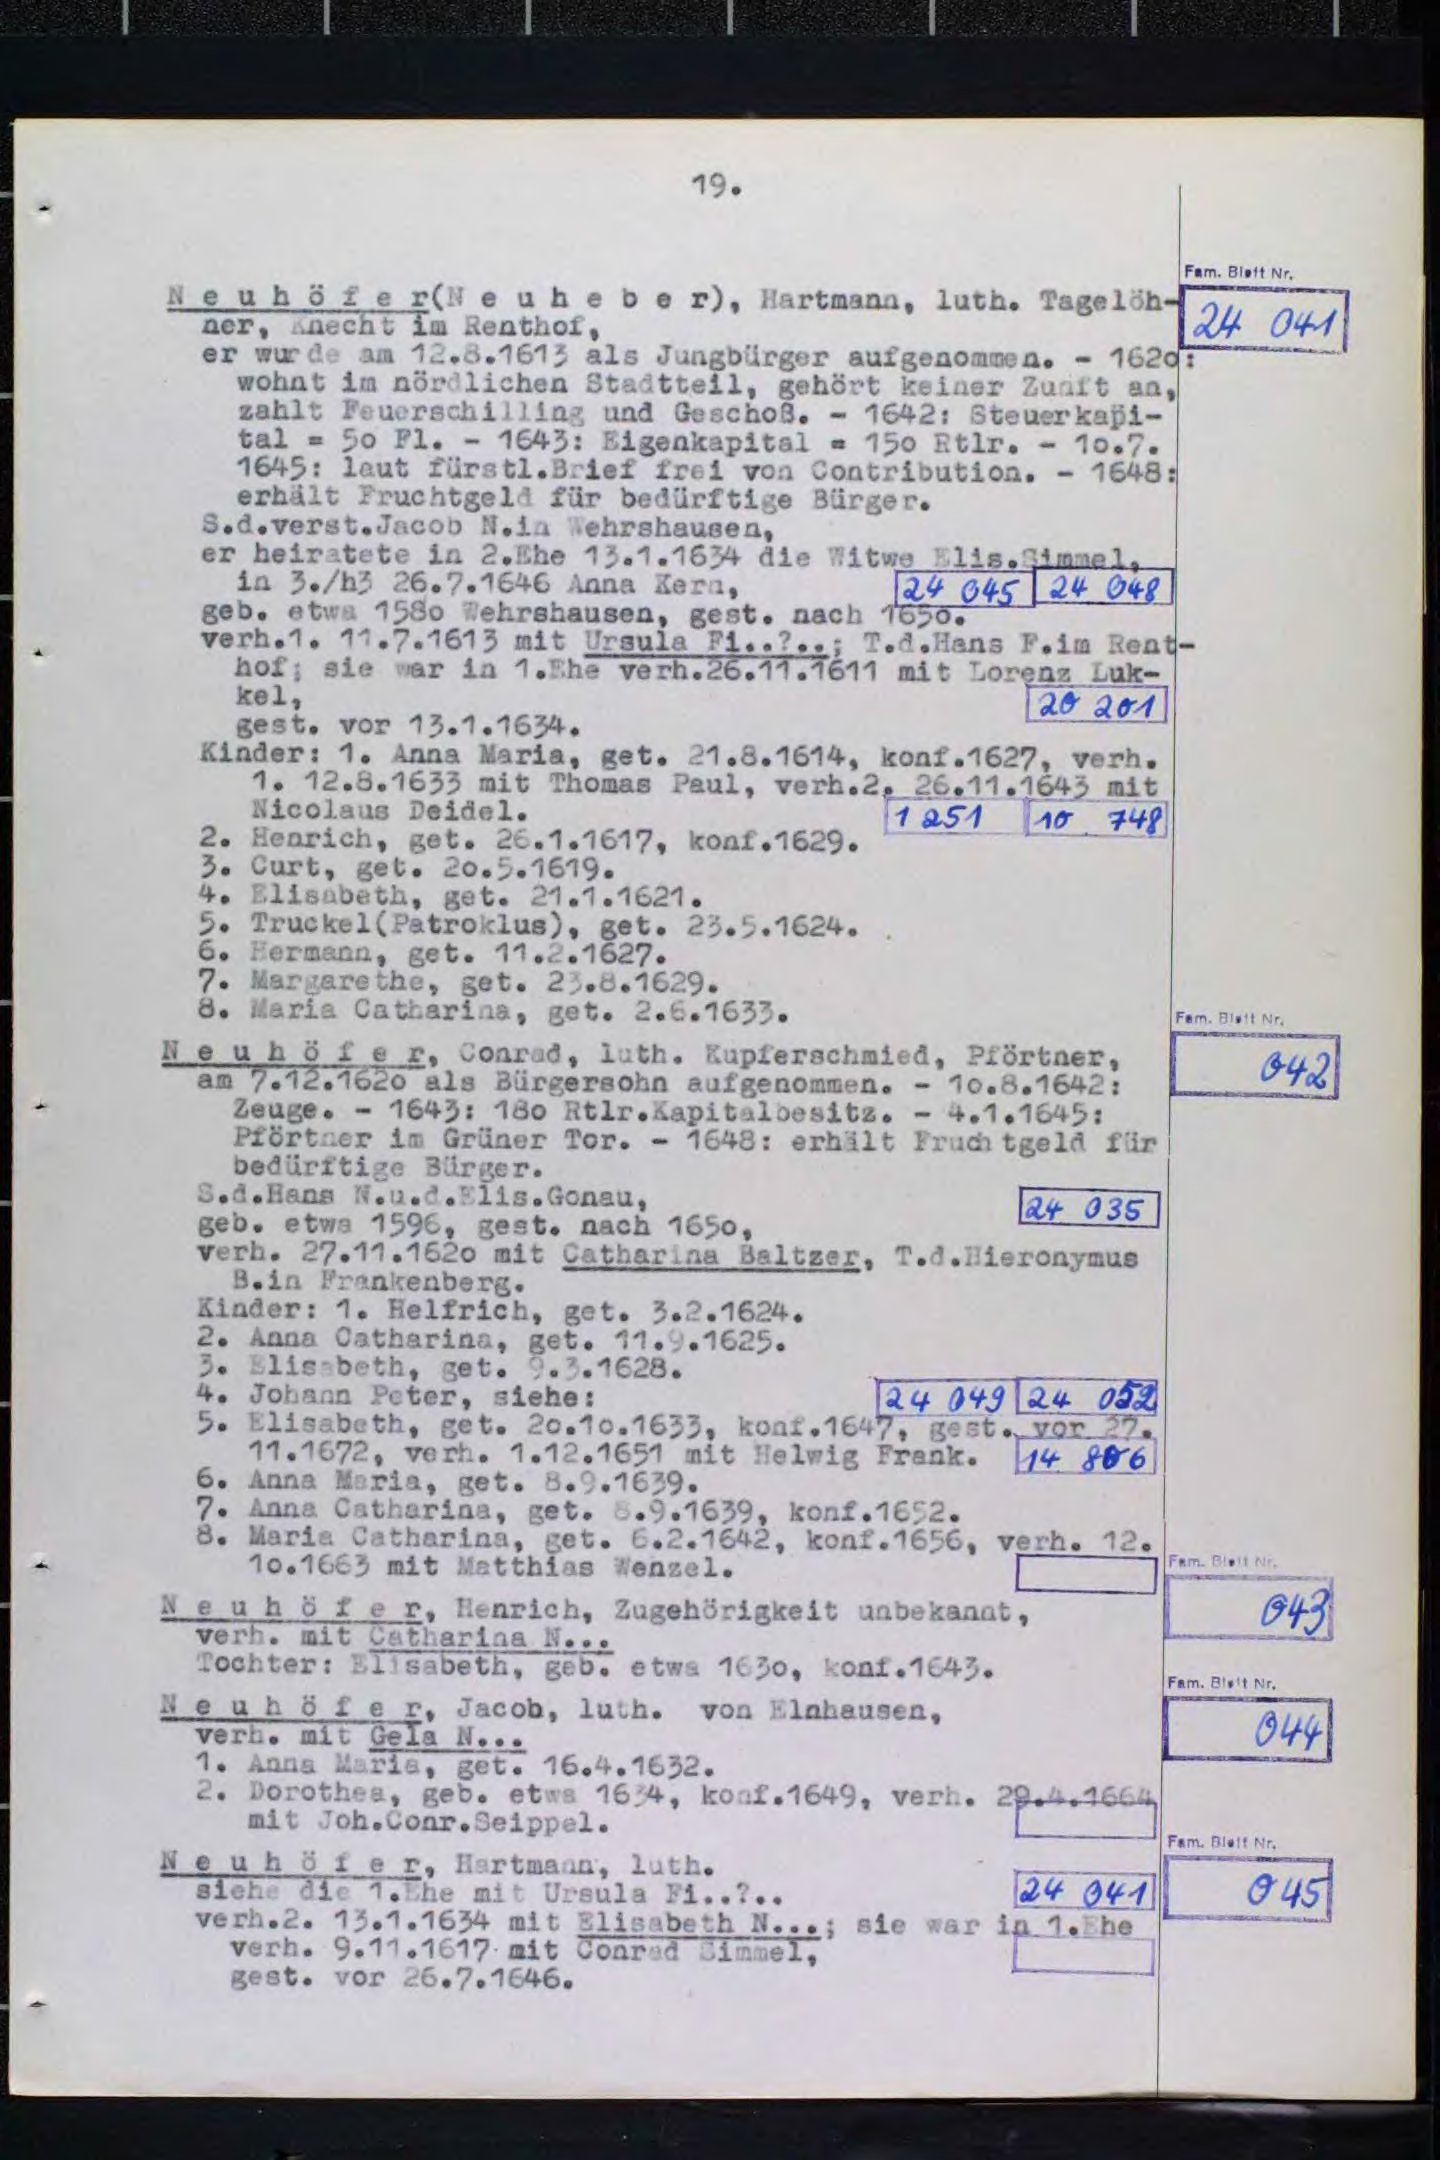 19.
Fam. Blatt Nr.
Neuhöfer(Neuheber), Hartmann, luth. Tagelöh-
24 041
ner, Knecht im Renthof,
er wurde am 12.8.1613 als Jungbürger aufgenommen. - 1620:
wohnt im nördlichen Stadtteil, gehört keiner Zunft an,
zahlt Feuerschilling und Geschoß. - 1642: Steuerkapi-
tal = 50 Fl. - 1643: Eigenkapital = 150 Rtlr. - 10.7.
1645: laut fürstl.Brief frei von Contribution. - 1648:
erhält Fruchtgeld für bedürftige Bürger.
S.d.verst.Jacob N.in Wehrshausen,
er heiratete in 2.Ehe 13.1.1634 die Witwe Elis.Simmel,
in 3./h3 26.7.1646 Anna Kern,
24 045 24 048
geb. etwa 1580 Wehrshausen, gest. nach 1650.
verh.1. 11.7.1613 mit Ursula Fi..?..; T.d.Hans F.im Rent-
hof; sie war in 1.Ehe verh.26.11.1611 mit Lorenz Luk-
kel,
20 201
gest. vor 13.1.1634.
Kinder: 1. Anna Maria, get. 21.8.1614, konf.1627, verh.
1. 12.8.1633 mit Thomas Paul, verh.2. 26.11.1643 mit
Nicolaus Deidel.
1 251 10 748
2. Henrich, get. 26.1.1617, konf.1629.
3. Curt, get. 20.5.1619.
4. Elisabeth, get. 21.1.1621.
5. Truckel(Patroklus), get. 23.5.1624.
6. Hermann, get. 11.2.1627.
7. Margarethe, get. 23.8.1629.
8. Maria Catharina, get. 2.6.1633.
Fam. Blatt Nr.
Neuhöfer, Conrad, luth. Kupferschmied, Pförtner,
042
am 7.12.1620 als Bürgersohn aufgenommen. - 10.8.1642:
Zeuge. - 1643: 180 Rtlr.Kapitalbesitz. - 4.1.1645:
Pförtner im Grüner Tor. - 1648: erhält Fruchtgeld für
bedürftige Bürger.
S.d.Hans N.u.d.Elis.Gonau,
24 035
geb. etwa 1596, gest. nach 1650,
verh. 27.11.1620 mit Catharina Baltzer, T.d.Hieronymus
B.in Frankenberg.
Kinder: 1. Helfrich, get. 3.2.1624.
2. Anna Catharina, get. 11.9.1625.
3. Elisabeth, get. 9.3.1628.
4. Johann Peter, siehe:
24 049 24 052
5. Elisabeth, get. 20.10.1633, konf.1647, gest. vor 27.
11.1672, verh. 1.12.1651 mit Helwig Frank.
14 806
6. Anna Maria, get. 8.9.1639.
7. Anna Catharina, get. 8.9.1639, konf.1652.
8. Maria Catharina, get. 6.2.1642, konf.1656, verh. 12.
10.1663 mit Matthias Wenzel.
Fam. Blatt Nr.
Neuhöfer, Henrich, Zugehörigkeit unbekannt,
043
verh. mit Catharina N...
Tochter: Elisabeth, geb. etwa 1630, konf.1643.
Fam. Blatt Nr.
Neuhöfer, Jacob, luth. von Elnhausen,
044
verh. mit Gela N...
1. Anna Maria, get. 16.4.1632.
2. Dorothea, geb. etwa 1634, konf.1649, verh. 29.4.1664
mit Joh.Conr.Seippel.
Fam. Blatt Nr.
Neuhöfer, Hartmann, luth.
siehe die 1.Ehe mit Ursula Fi..?..
24 041
045
verh.2. 13.1.1634 mit Elisabeth N...; sie war in 1.Ehe
verh. 9.11.1617 mit Conrad Simmel,
gest. vor 26.7.1646.